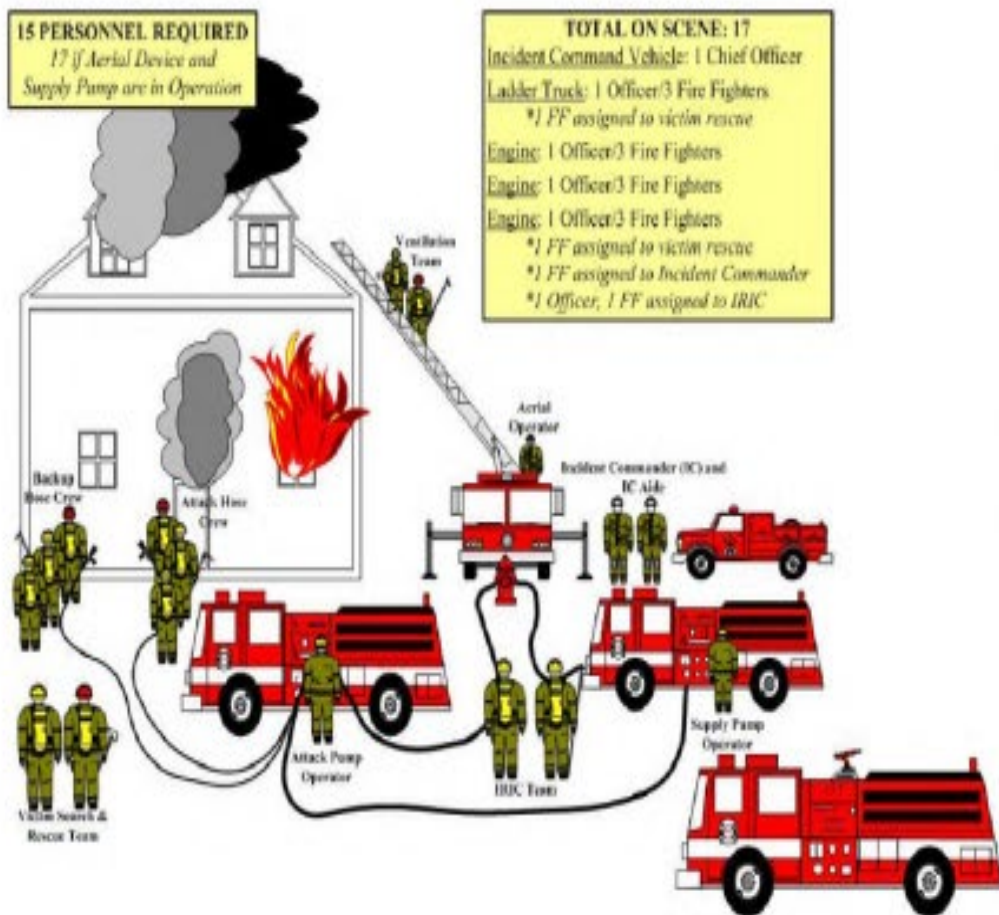 15 PERSONNEL REQUIRED
17 if Aerial Device and
Supply Pump are in Operation
TOTAL ON SCENE: 17
Incident Command Vehicle: 1 Chief Officer
Ladder Truck: 1 Officer/3 Fire Fighters
*1 FF assigned to victim rescue
Engine: 1 Officer/3 Fire Fighters
Engine: 1 Officer/3 Fire Fighters
Engine: 1 Officer/3 Fire Fighters
*1 FF assigned to victim rescue
*1 FF assigned to Incident Commander
*1 Officer, 1 FF assigned to IRIC
Ventilation
Team
Aerial
Operator
Incident Commander (IC) and
IC Aide
Backup
Hose Crew
Attack Hose
Crew
Attack Pump
Operator
IRIC Team
Supply Pump
Operator
Victim Search &
Rescue Team